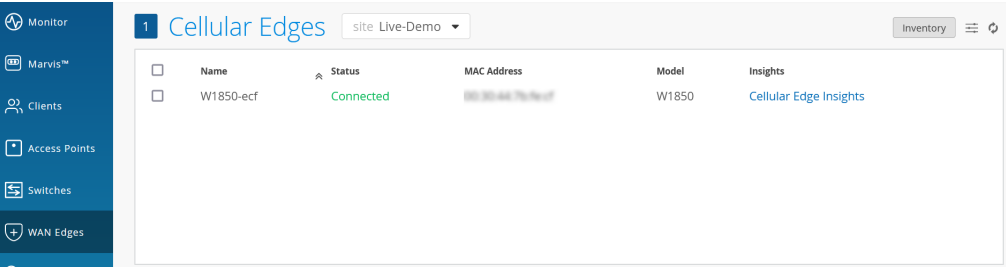 Monitor
Marvis™
Clients
Access Points
Switches
WAN Edges
1 Cellular Edges site Live-Demo
Inventory
Name Status MAC Address Model Insights
W1850-ecf Connected W1850 Cellular Edge Insights